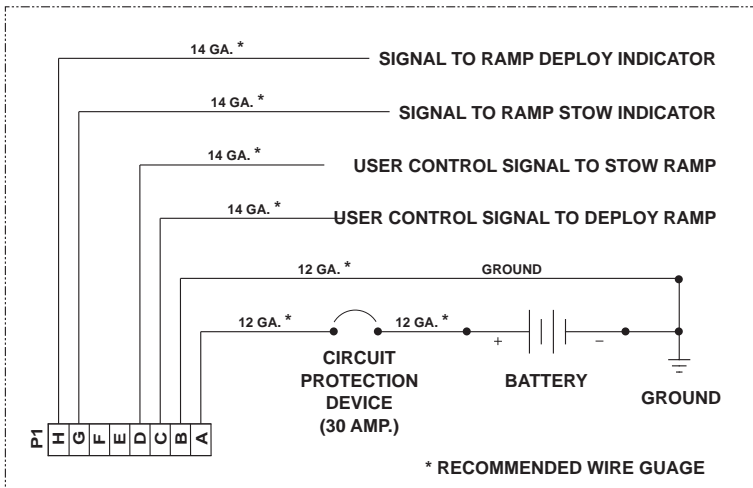 14 GA. * SIGNAL TO RAMP DEPLOY INDICATOR
14 GA. * SIGNAL TO RAMP STOW INDICATOR
14 GA. * USER CONTROL SIGNAL TO STOW RAMP
14 GA. * USER CONTROL SIGNAL TO DEPLOY RAMP
12 GA. * GROUND
12 GA. * 12 GA. *
+ –
CIRCUIT
PROTECTION
DEVICE
(30 AMP.)
BATTERY
GROUND
P1
H G F E D C B A
* RECOMMENDED WIRE GUAGE